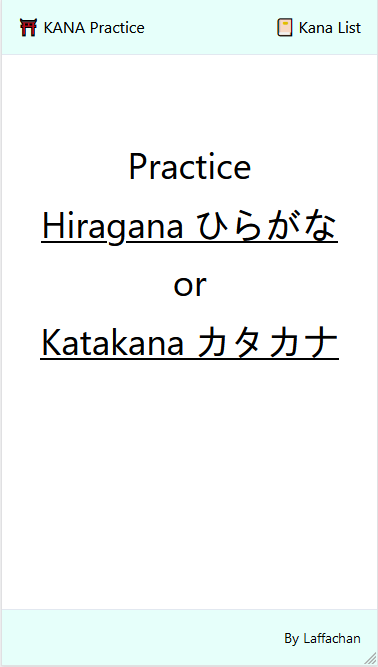 KANA Practice
Kana List
Practice
Hiragana ひらがな
or
Katakana カタカナ
By Laffachan